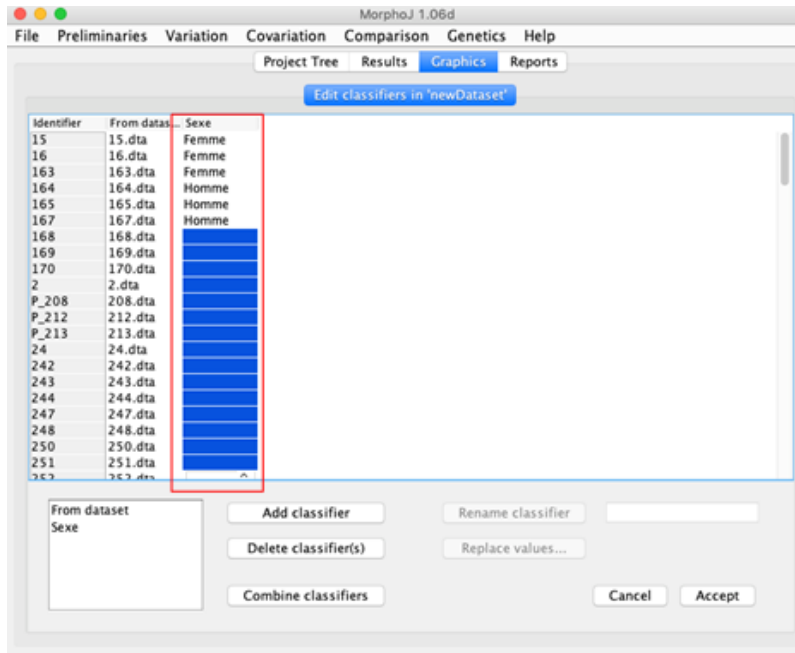 MorphoJ 1.06d
File Preliminaries Variation Covariation Comparison Genetics Help
Project Tree Results Graphics Reports
Edit classifiers in 'newDataset'
Identifier From datas... Sexe
15 15.dta Femme
16 16.dta Femme
163 163.dta Femme
164 164.dta Homme
165 165.dta Homme
167 167.dta Homme
168 168.dta
169 169.dta
170 170.dta
2 2.dta
P_208 208.dta
P_212 212.dta
P_213 213.dta
24 24.dta
242 242.dta
243 243.dta
244 244.dta
247 247.dta
248 248.dta
250 250.dta
251 251.dta
252 252.dta
From dataset
Sexe
Add classifier Rename classifier
Delete classifier(s) Replace values...
Combine classifiers Cancel Accept